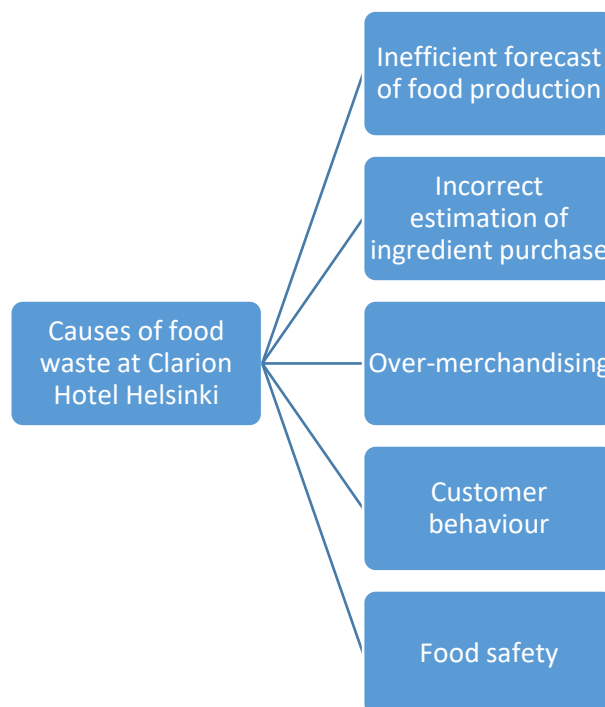 Inefficient forecast
of food production
Incorrect
estimation of
ingredient purchase
Causes of food
waste at Clarion
Hotel Helsinki
Over-merchandising
Customer
behaviour
Food safety